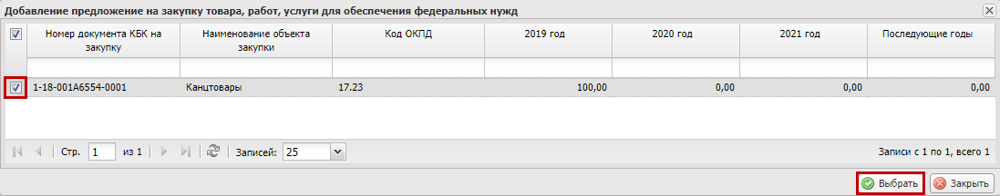 Добавление предложение на закупку товара, работ, услуги для обеспечения федеральных нужд
Номер документа КБК на закупку
Наименование объекта закупки
Код ОКПД
2019 год
2020 год
2021 год
Последующие годы
1-18-001А6554-0001 Канцтовары 17.23 100,00 0,00 0,00 0,00
Стр. 1 из 1 Записей: 25 Записи с 1 по 1, всего 1
Выбрать Закрыть